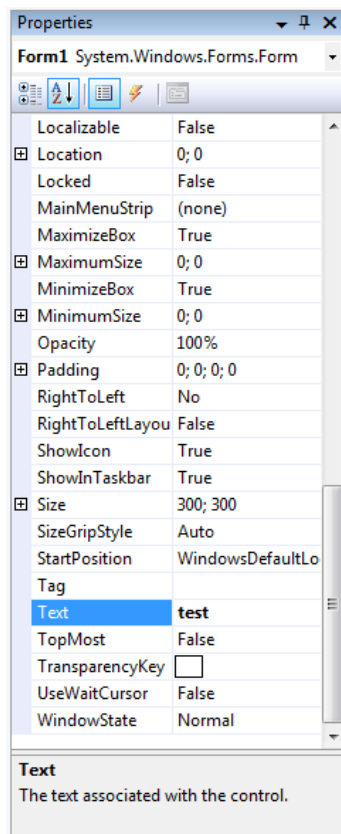 Properties
Form1 System.Windows.Forms.Form
Localizable False
Location 0; 0
Locked False
MainMenuStrip (none)
MaximizeBox True
MaximumSize 0; 0
MinimizeBox True
MinimumSize 0; 0
Opacity 100%
Padding 0; 0; 0; 0
RightToLeft No
RightToLeftLayou False
ShowIcon True
ShowInTaskbar True
Size 300; 300
SizeGripStyle Auto
StartPosition WindowsDefaultLo
Tag
Text test
TopMost False
TransparencyKey
UseWaitCursor False
WindowState Normal
Text
The text associated with the control.